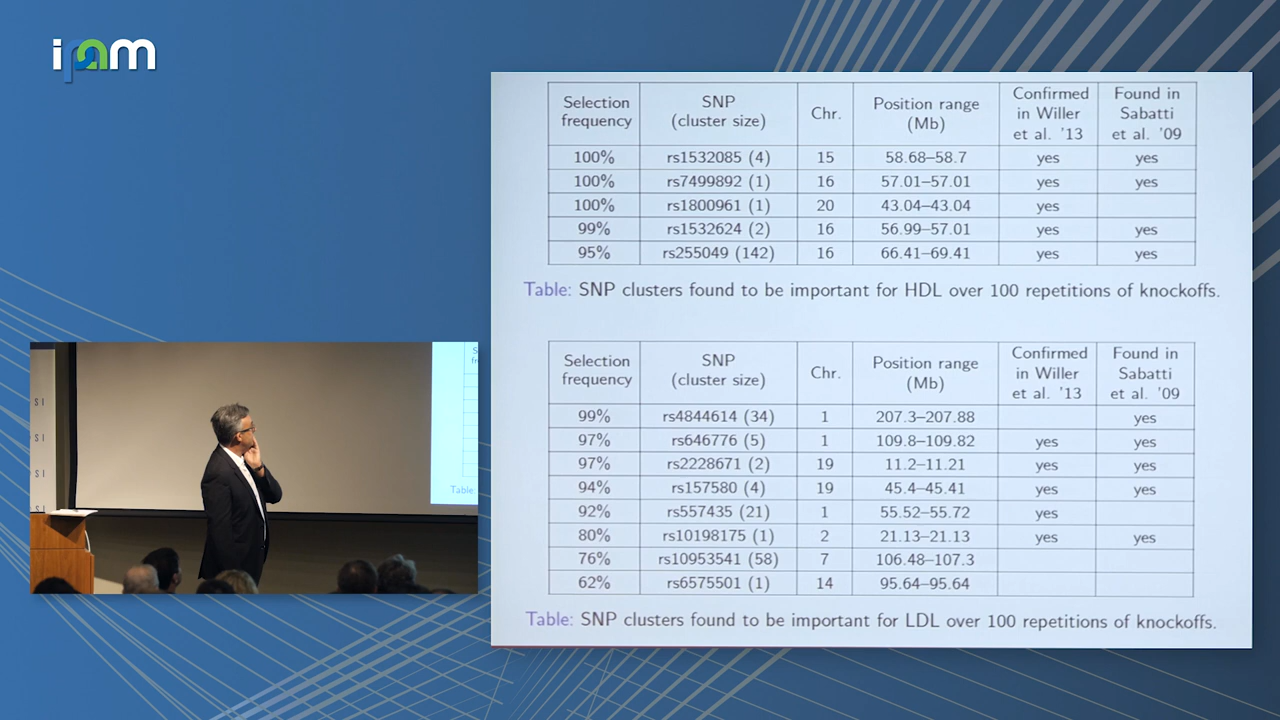 ipam
Selection frequency SNP (cluster size) Chr. Position range (Mb) Confirmed in Willer et al. '13 Found in Sabatti et al. '09
100% rs1532085 (4) 15 58.68–58.7 yes yes
100% rs7499892 (1) 16 57.01–57.01 yes yes
100% rs1800961 (1) 20 43.04–43.04 yes
99% rs1532624 (2) 16 56.99–57.01 yes yes
95% rs255049 (142) 16 66.41–69.41 yes yes
Table: SNP clusters found to be important for HDL over 100 repetitions of knockoffs.
Selection frequency SNP (cluster size) Chr. Position range (Mb) Confirmed in Willer et al. '13 Found in Sabatti et al. '09
99% rs4844614 (34) 1 207.3–207.88 yes
97% rs646776 (5) 1 109.8–109.82 yes yes
97% rs2228671 (2) 19 11.2–11.21 yes yes
94% rs157580 (4) 19 45.4–45.41 yes yes
92% rs557435 (21) 1 55.52–55.72 yes
80% rs10198175 (1) 2 21.13–21.13 yes yes
76% rs10953541 (58) 7 106.48–107.3
62% rs6575501 (1) 14 95.64–95.64
Table: SNP clusters found to be important for LDL over 100 repetitions of knockoffs.
Table: